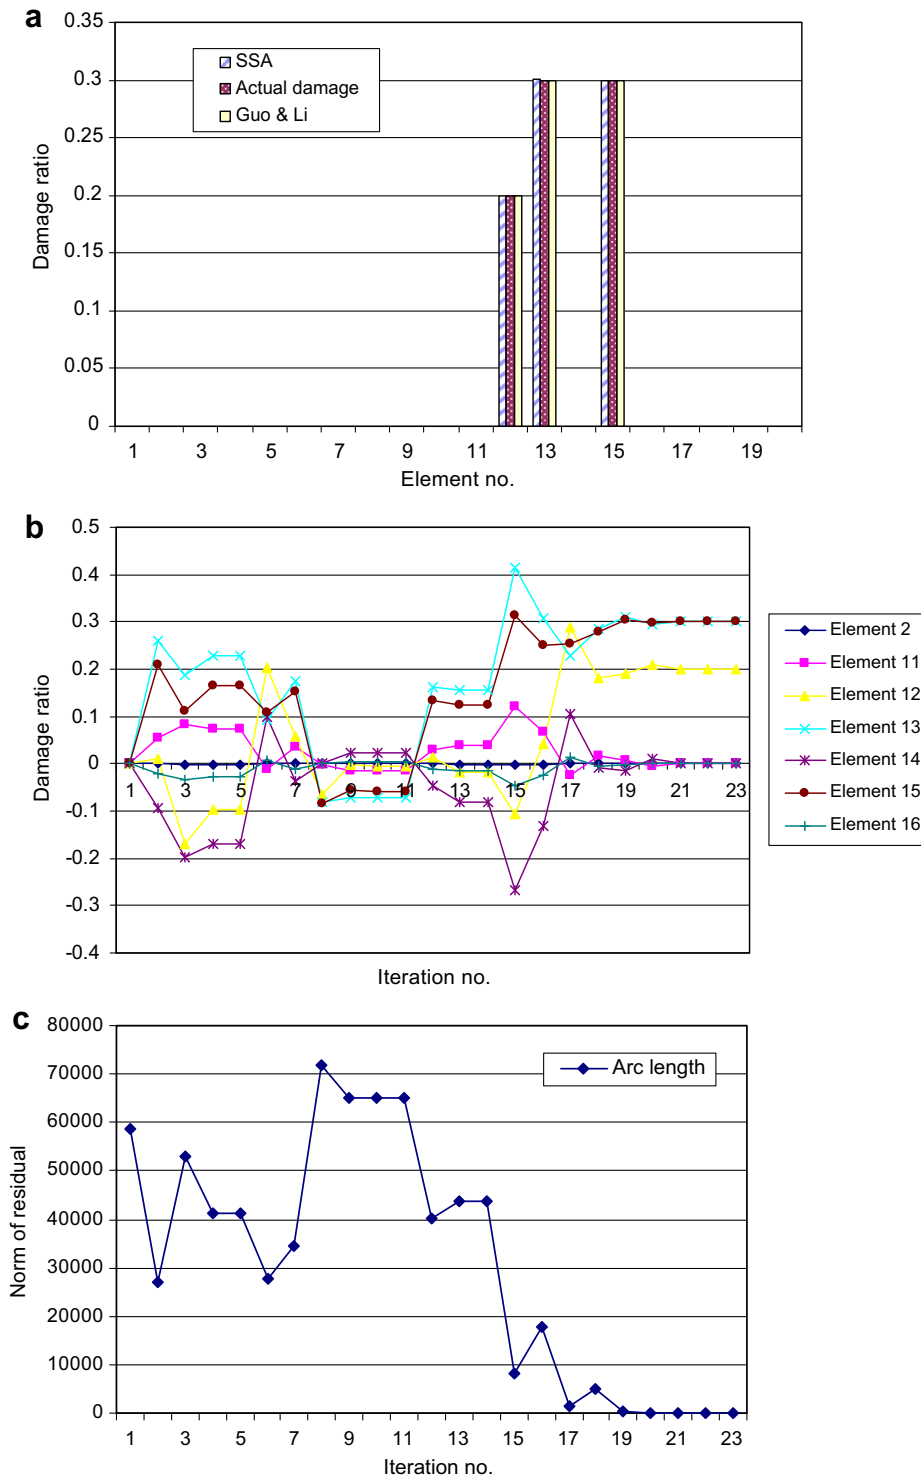 a
0.35
0.3
0.25
0.2
0.15
0.1
0.05
0
Damage ratio
SSA
Actual damage
Guo & Li
1 3 5 7 9 11 13 15 17 19
Element no.
b
0.5
0.4
0.3
0.2
0.1
0
-0.1
-0.2
-0.3
-0.4
Damage ratio
1 3 5 7 9 11 13 15 17 19 21 23
Iteration no.
Element 2
Element 11
Element 12
Element 13
Element 14
Element 15
Element 16
c
80000
70000
60000
50000
40000
30000
20000
10000
0
Norm of residual
Arc length
1 3 5 7 9 11 13 15 17 19 21 23
Iteration no.